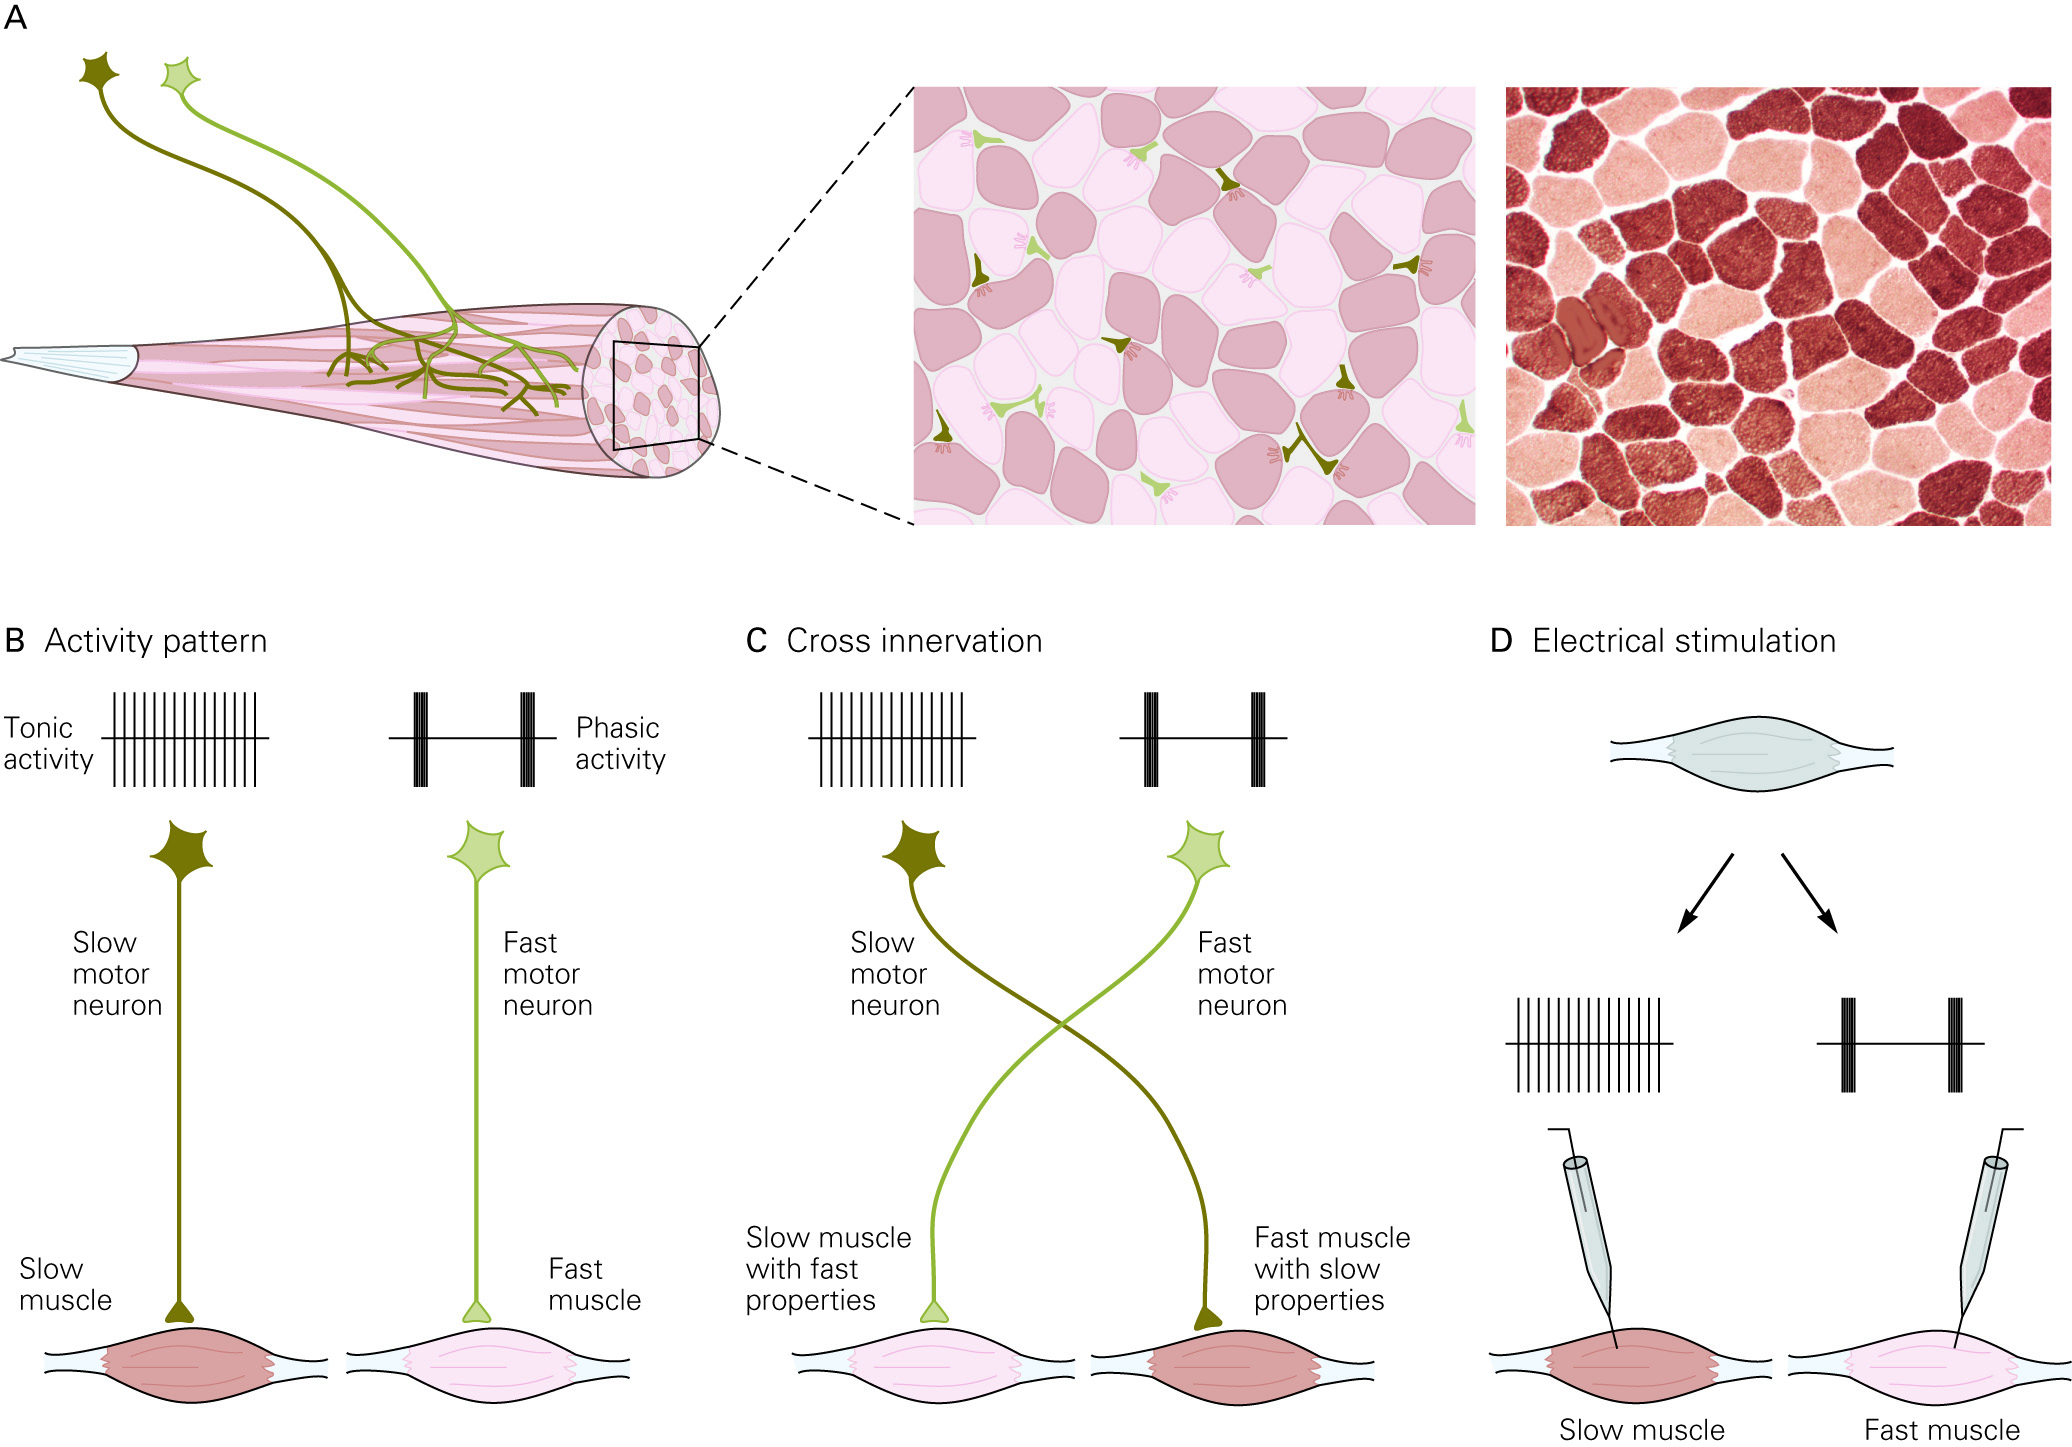 A
B Activity pattern
Tonic
activity
Phasic
activity
Slow
motor
neuron
Fast
motor
neuron
Slow
muscle
Fast
muscle
C Cross innervation
Slow
motor
neuron
Fast
motor
neuron
Slow muscle
with fast
properties
Fast muscle
with slow
properties
D Electrical stimulation
Slow muscle
Fast muscle